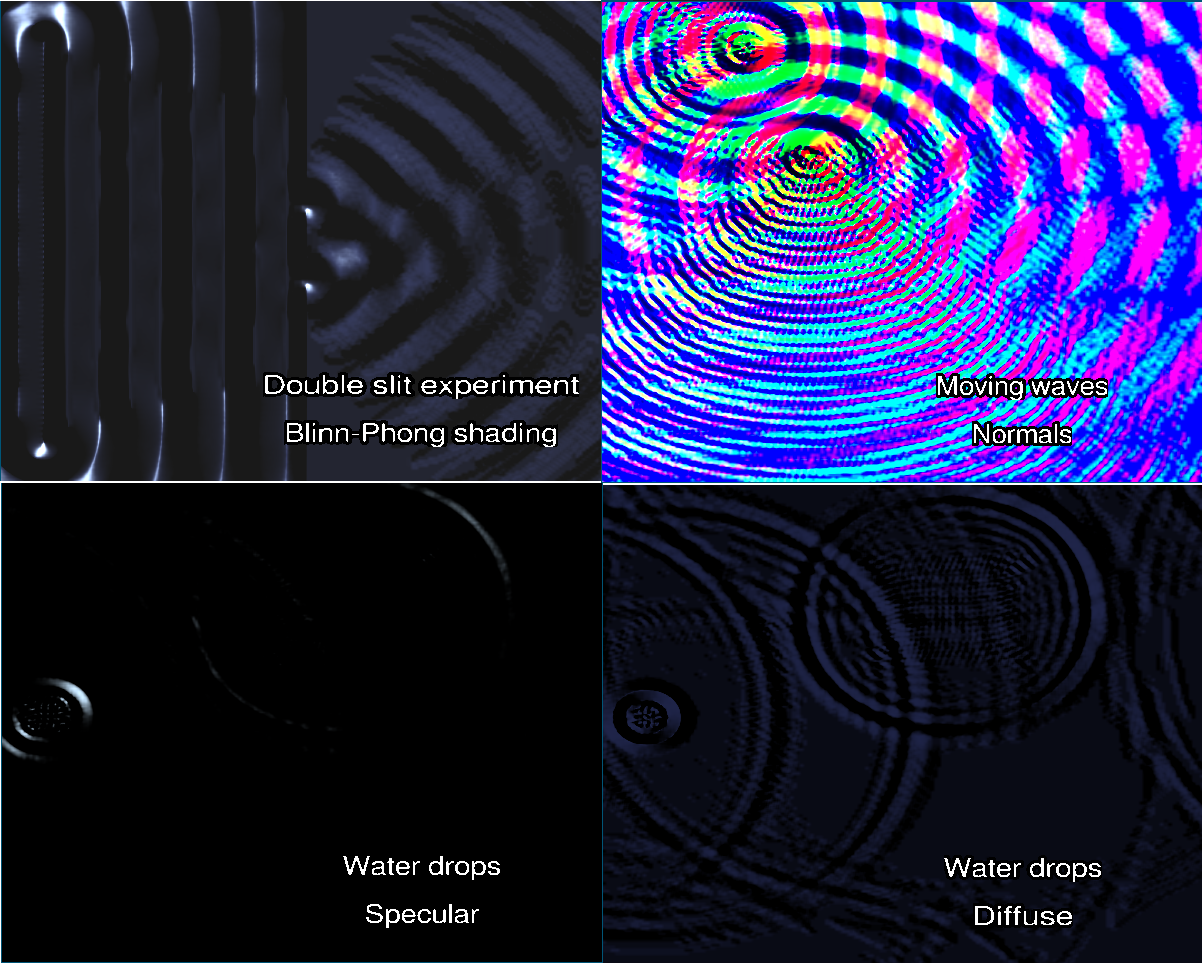 Double slit experiment
Blinn-Phong shading
Moving waves
Normals
Water drops
Specular
Water drops
Diffuse